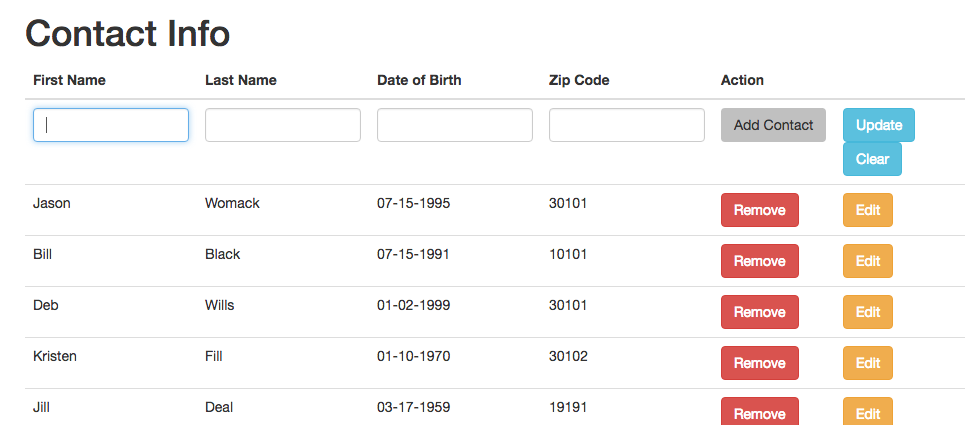 Contact Info
First Name Last Name Date of Birth Zip Code Action
Add Contact Update
Clear
Jason Womack 07-15-1995 30101 Remove Edit
Bill Black 07-15-1991 10101 Remove Edit
Deb Wills 01-02-1999 30101 Remove Edit
Kristen Fill 01-10-1970 30102 Remove Edit
Jill Deal 03-17-1959 19191 Remove Edit